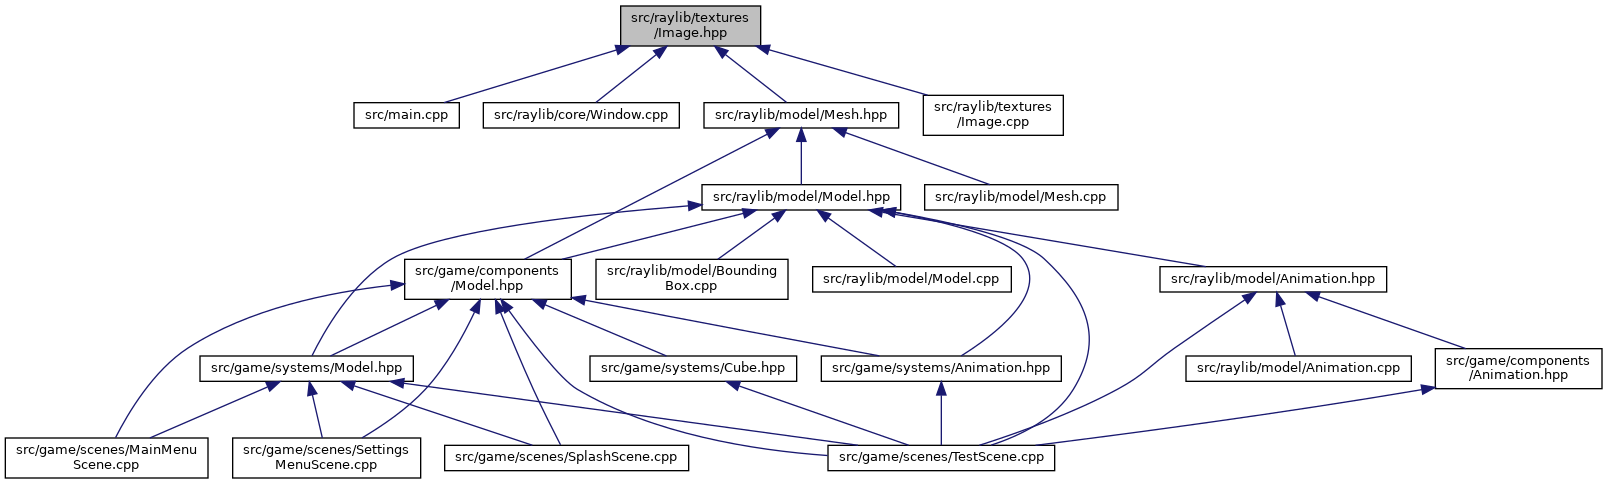 src/raylib/textures
/Image.hpp
src/main.cpp
src/raylib/core/Window.cpp
src/raylib/model/Mesh.hpp
src/raylib/textures
/Image.cpp
src/raylib/model/Model.hpp
src/raylib/model/Mesh.cpp
src/game/components
/Model.hpp
src/raylib/model/Bounding
Box.cpp
src/raylib/model/Model.cpp
src/raylib/model/Animation.hpp
src/game/systems/Model.hpp
src/game/systems/Cube.hpp
src/game/systems/Animation.hpp
src/raylib/model/Animation.cpp
src/game/components
/Animation.hpp
src/game/scenes/MainMenu
Scene.cpp
src/game/scenes/Settings
MenuScene.cpp
src/game/scenes/SplashScene.cpp
src/game/scenes/TestScene.cpp